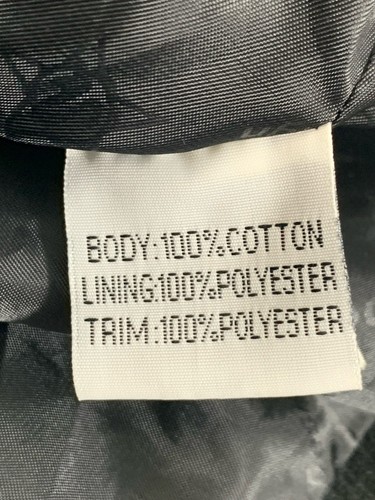 BODY:100%COTTON
LINING:100%POLYESTER
TRIM:100%POLYESTER